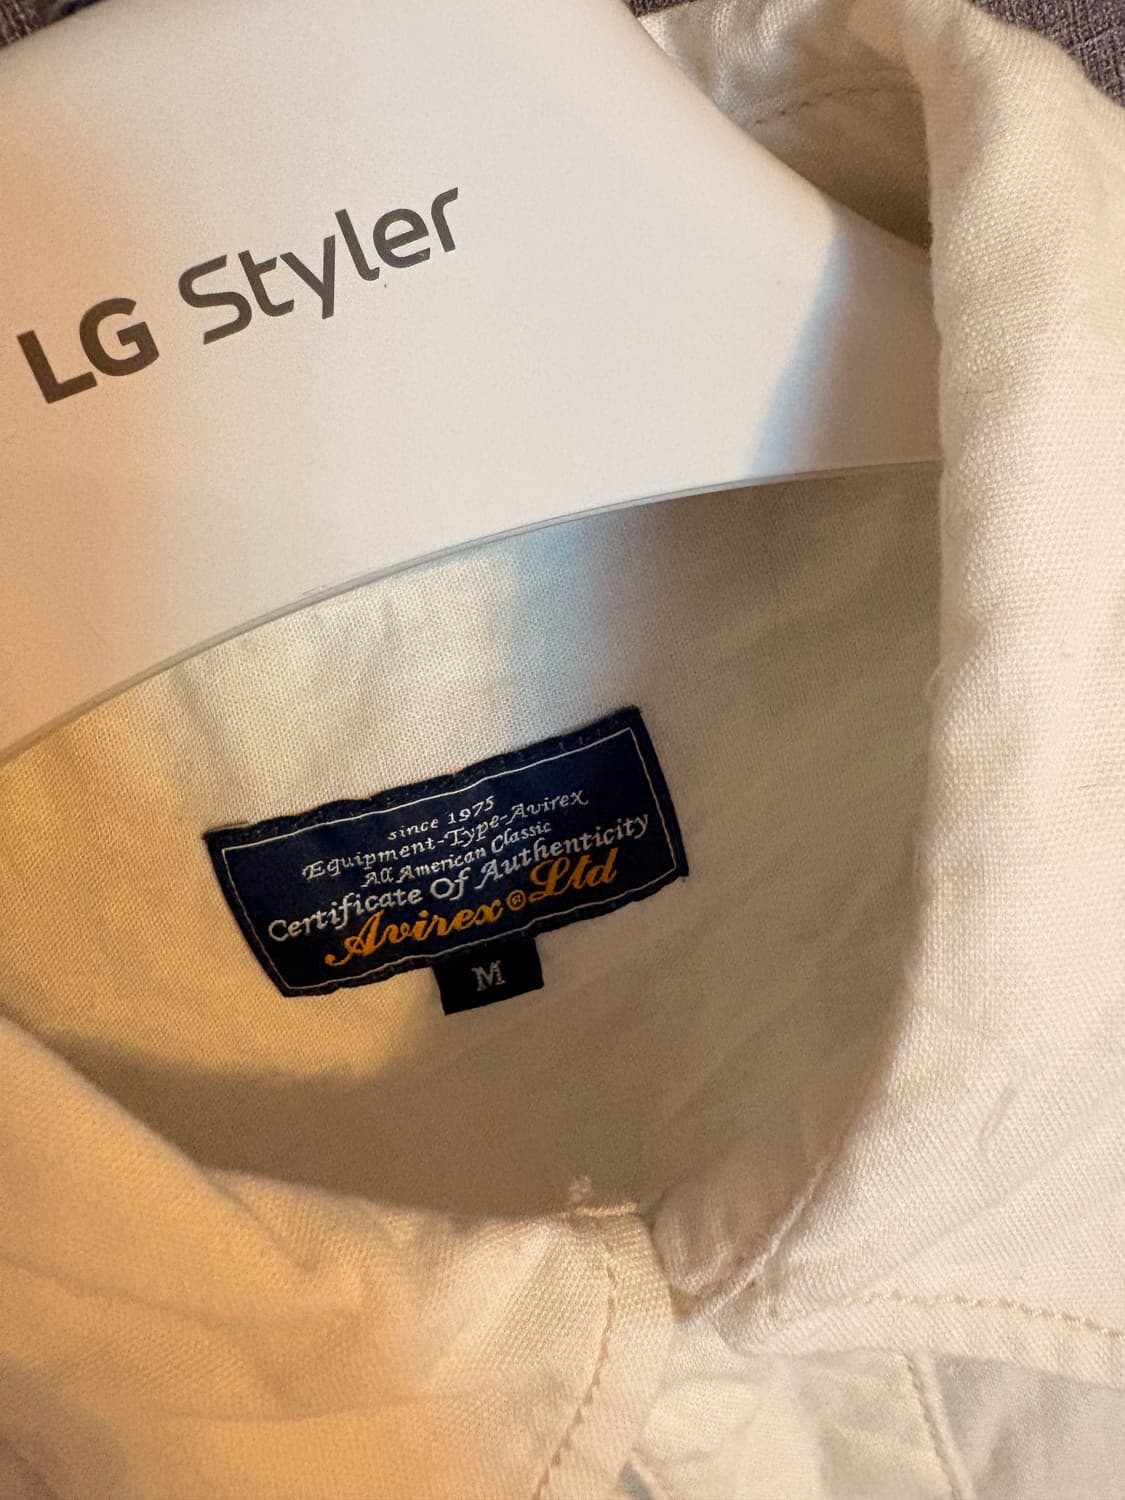 LG Styler
since 1975
Equipment-Type-Avirex
All American Classic
Certificate Of Authenticity
Avirex®Ltd
M